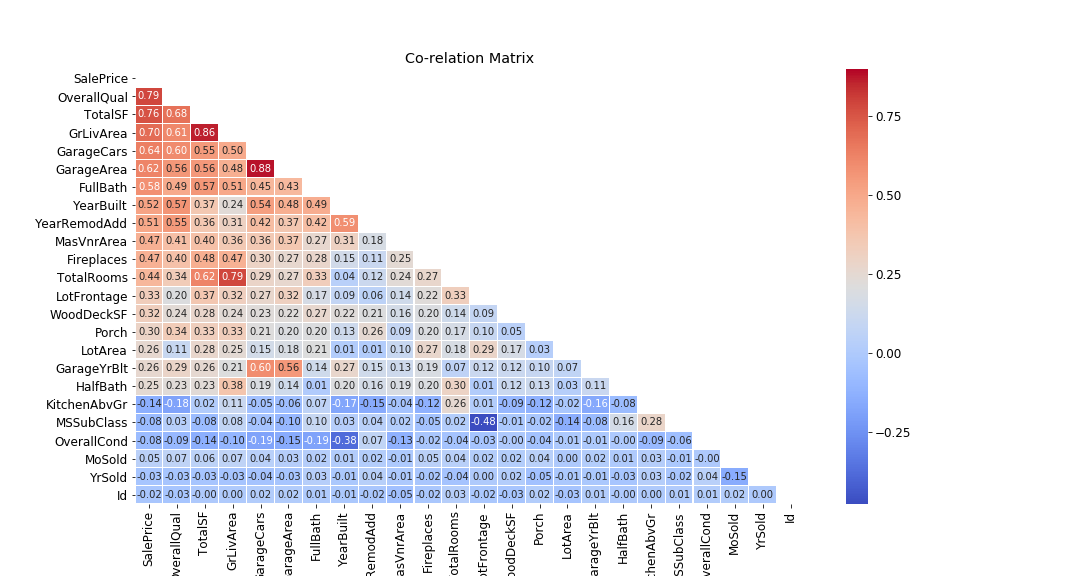 Co-relation Matrix
SalePrice
OverallQual 0.79
TotalSF 0.76 0.68
GrLivArea 0.70 0.61 0.86
GarageCars 0.64 0.60 0.55 0.50
GarageArea 0.62 0.56 0.56 0.48 0.88
FullBath 0.58 0.49 0.57 0.51 0.45 0.43
YearBuilt 0.52 0.57 0.37 0.24 0.54 0.48 0.49
YearRemodAdd 0.51 0.55 0.36 0.31 0.42 0.37 0.42 0.59
MasVnrArea 0.47 0.41 0.40 0.36 0.36 0.37 0.27 0.31 0.18
Fireplaces 0.47 0.40 0.48 0.47 0.30 0.27 0.28 0.15 0.11 0.25
TotalRooms 0.44 0.34 0.62 0.79 0.29 0.27 0.33 0.04 0.12 0.24 0.27
LotFrontage 0.33 0.20 0.37 0.32 0.27 0.32 0.17 0.09 0.06 0.14 0.22 0.33
WoodDeckSF 0.32 0.24 0.28 0.24 0.23 0.22 0.27 0.22 0.21 0.16 0.20 0.14 0.09
Porch 0.30 0.34 0.33 0.33 0.21 0.20 0.20 0.13 0.26 0.09 0.20 0.17 0.10 0.05
LotArea 0.26 0.11 0.28 0.25 0.15 0.18 0.21 0.01 0.01 0.10 0.27 0.18 0.29 0.17 0.03
GarageYrBlt 0.26 0.29 0.26 0.21 0.60 0.56 0.14 0.27 0.15 0.13 0.19 0.07 0.12 0.12 0.10 0.07
HalfBath 0.25 0.23 0.23 0.38 0.19 0.14 0.01 0.20 0.16 0.19 0.20 0.30 0.01 0.12 0.13 0.03 0.11
KitchenAbvGr -0.14 -0.18 0.02 0.11 -0.05 -0.06 0.07 -0.17 -0.15 -0.04 -0.12 0.26 0.01 -0.09 -0.12 -0.02 -0.16 -0.08
MSSubClass -0.08 0.03 -0.08 0.08 -0.04 -0.10 0.10 0.03 0.04 0.02 -0.05 0.02 -0.48 -0.01 -0.02 -0.14 -0.08 0.16 0.28
OverallCond -0.08 -0.09 -0.14 -0.10 -0.19 -0.15 -0.19 -0.38 0.07 -0.13 -0.02 -0.04 -0.03 -0.00 -0.04 -0.01 -0.01 -0.00 -0.09 -0.06
MoSold 0.05 0.07 0.06 0.07 0.04 0.03 0.02 0.01 0.02 -0.01 0.05 0.04 0.02 0.02 0.04 0.00 0.02 0.01 0.03 -0.01 -0.00
YrSold -0.03 -0.03 -0.03 -0.03 -0.04 -0.03 0.03 -0.01 0.04 -0.01 -0.02 -0.04 0.00 0.02 -0.05 -0.01 -0.01 -0.03 0.03 -0.02 0.04 -0.15
Id -0.02 -0.03 -0.00 0.00 0.02 0.02 0.01 -0.01 -0.02 -0.05 -0.02 0.03 -0.02 -0.03 0.02 -0.03 0.01 -0.00 0.00 0.01 0.01 0.02 0.00
SalePrice OverallQual TotalSF GrLivArea GarageCars GarageArea FullBath YearBuilt RemodAdd MasVnrArea Fireplaces TotalRooms LotFrontage WoodDeckSF Porch LotArea GarageYrBlt HalfBath KitchenAbvGr MSSubClass OverallCond MoSold YrSold Id
0.75
0.50
0.25
0.00
−0.25